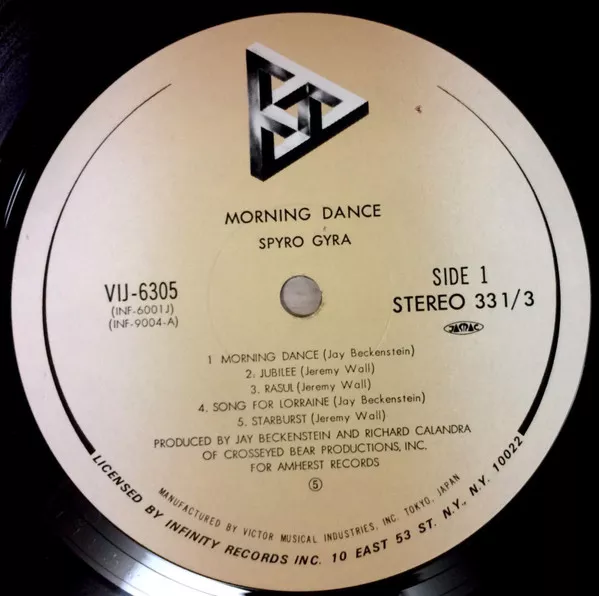 MORNING DANCE
SPYRO GYRA
VIJ-6305
(INF-6001J)
(INF-9004-A)
SIDE 1
STEREO 33 1/3
JASRAC
1 MORNING DANCE (Jay Beckenstein)
2. JUBILEE (Jeremy Wall)
3. RASUL (Jeremy Wall)
4. SONG FOR LORRAINE (Jay Beckenstein)
5. STARBURST (Jeremy Wall)
PRODUCED BY JAY BECKENSTEIN AND RICHARD CALANDRA
OF CROSSEYED BEAR PRODUCTIONS, INC.
FOR AMHERST RECORDS
⑤
MANUFACTURED BY VICTOR MUSICAL INDUSTRIES, INC. TOKYO, JAPAN
LICENSED BY INFINITY RECORDS INC. 10 EAST 53 ST. N.Y., N.Y. 10022